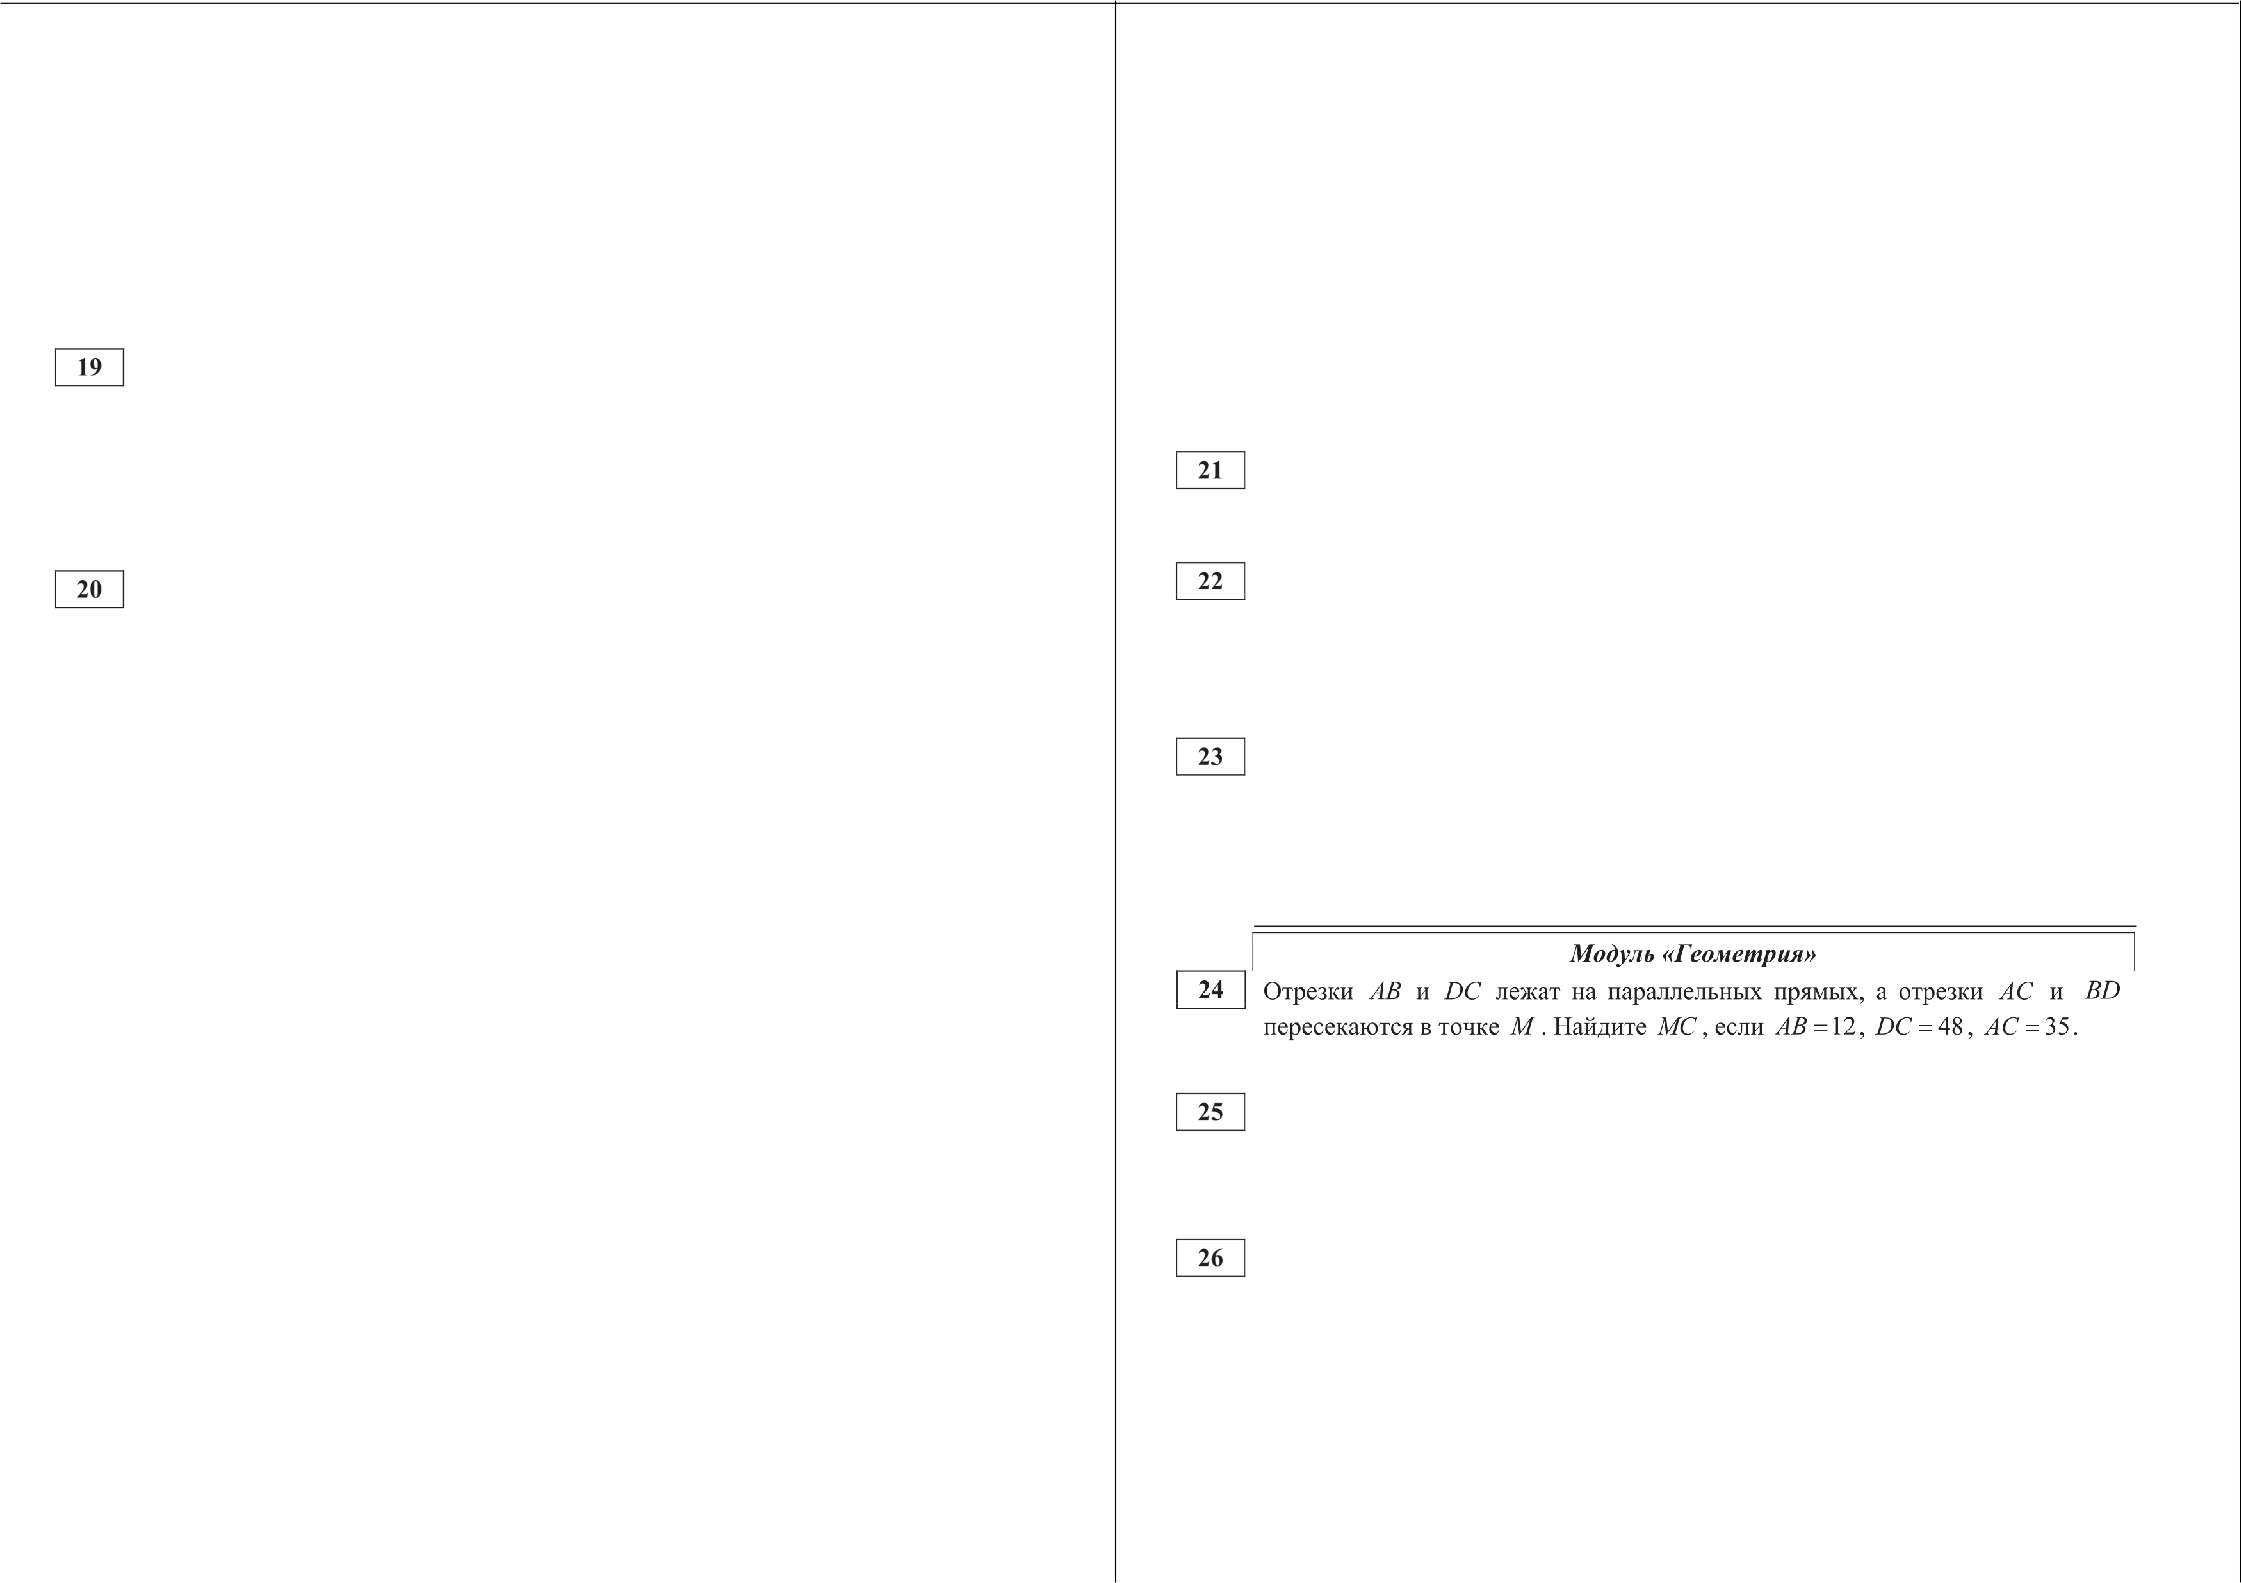 19
20
21
22
23
Модуль «Геометрия»
24 Отрезки AB и DC лежат на параллельных прямых, а отрезки AC и BD
пересекаются в точке M . Найдите MC , если AB = 12 , DC = 48 , AC = 35 .
25
26